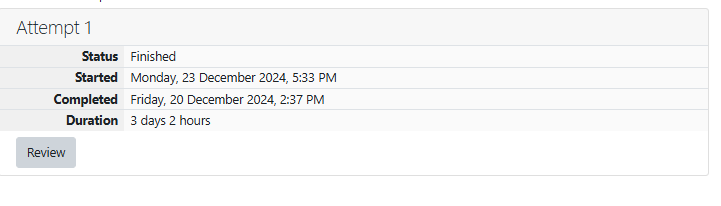 Attempt 1
Status Finished
Started Monday, 23 December 2024, 5:33 PM
Completed Friday, 20 December 2024, 2:37 PM
Duration 3 days 2 hours
Review